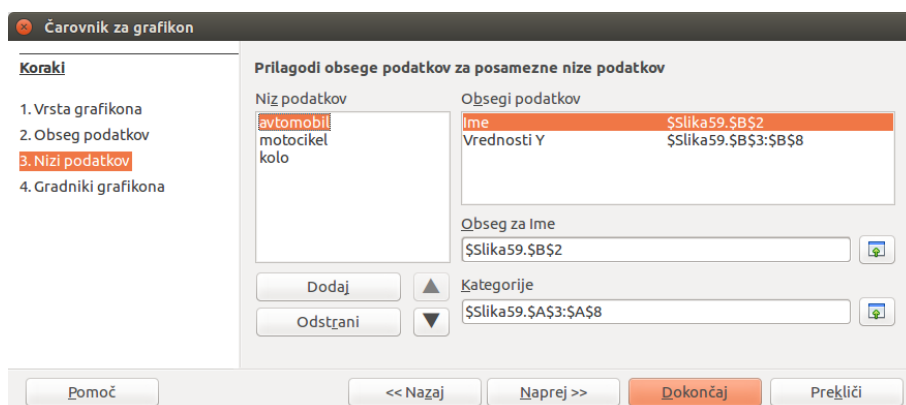 Čarovnik za grafikon
Koraki
1. Vrsta grafikona
2. Obseg podatkov
3. Nizi podatkov
4. Gradniki grafikona
Prilagodi obsege podatkov za posamezne nize podatkov
Niz podatkov
avtomobil
motocikel
kolo
Dodaj
Odstrani
Obsegi podatkov
Ime $Slika59.$B$2
Vrednosti Y $Slika59.$B$3:$B$8
Obseg za Ime
$Slika59.$B$2
Kategorije
$Slika59.$A$3:$A$8
Pomoč
<< Nazaj
Naprej >>
Dokončaj
Prekliči